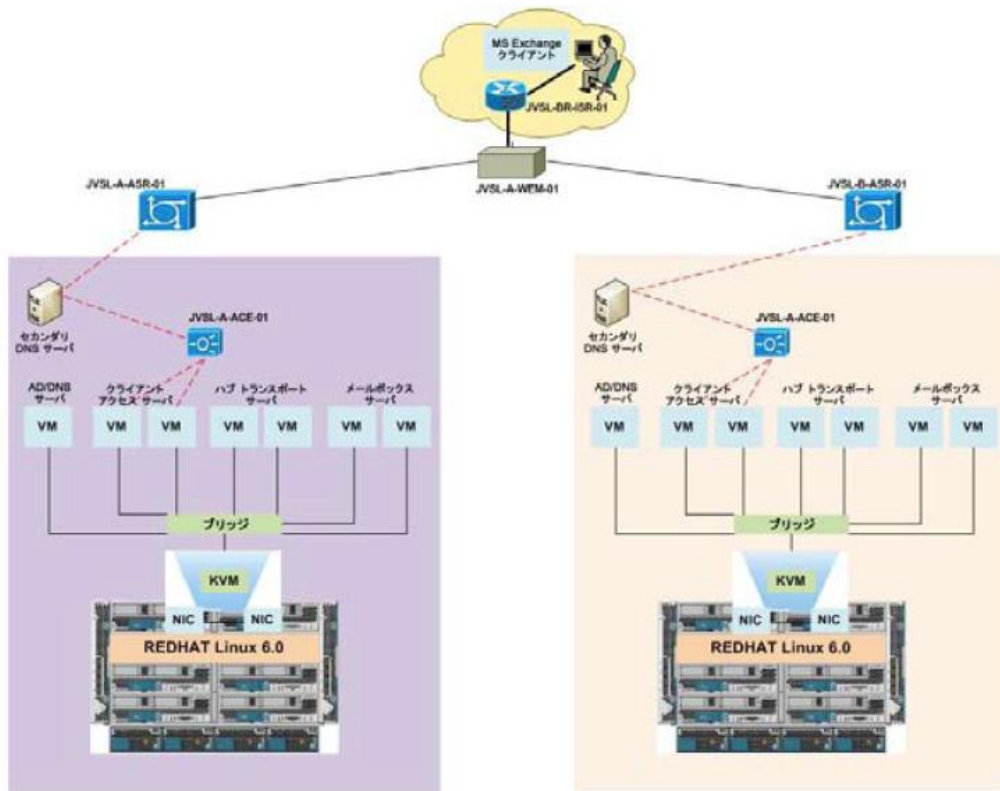 MS Exchange
クライアント
JVSL-BR-ISR-01
JVSL-A-WEM-01
JVSL-A-ASR-01
JVSL-B-ASR-01
セカンダリ
DNS サーバ
JVSL-A-ACE-01
AD/DNS
サーバ
クライアント
アクセス サーバ
ハブ トランスポート
サーバ
メールボックス
サーバ
VM
VM
VM
VM
VM
VM
VM
ブリッジ
KVM
NIC
NIC
REDHAT Linux 6.0
セカンダリ
DNS サーバ
JVSL-A-ACE-01
AD/DNS
サーバ
クライアント
アクセス サーバ
ハブ トランスポート
サーバ
メールボックス
サーバ
VM
VM
VM
VM
VM
VM
VM
ブリッジ
KVM
NIC
NIC
REDHAT Linux 6.0